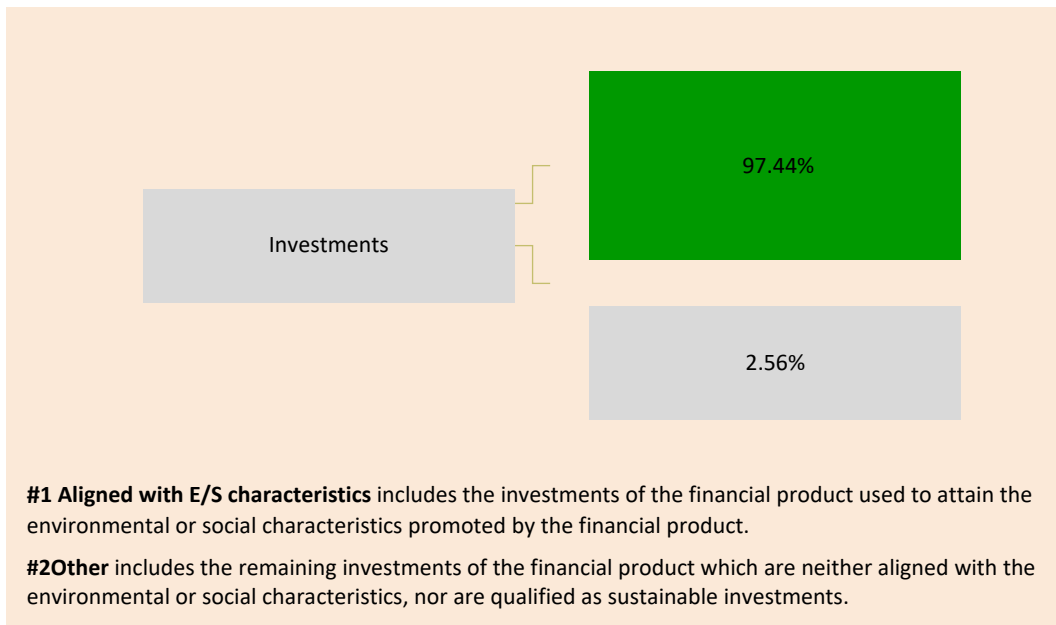 97.44%
Investments
2.56%
#1 Aligned with E/S characteristics includes the investments of the financial product used to attain the
environmental or social characteristics promoted by the financial product.
#2Other includes the remaining investments of the financial product which are neither aligned with the
environmental or social characteristics, nor are qualified as sustainable investments.